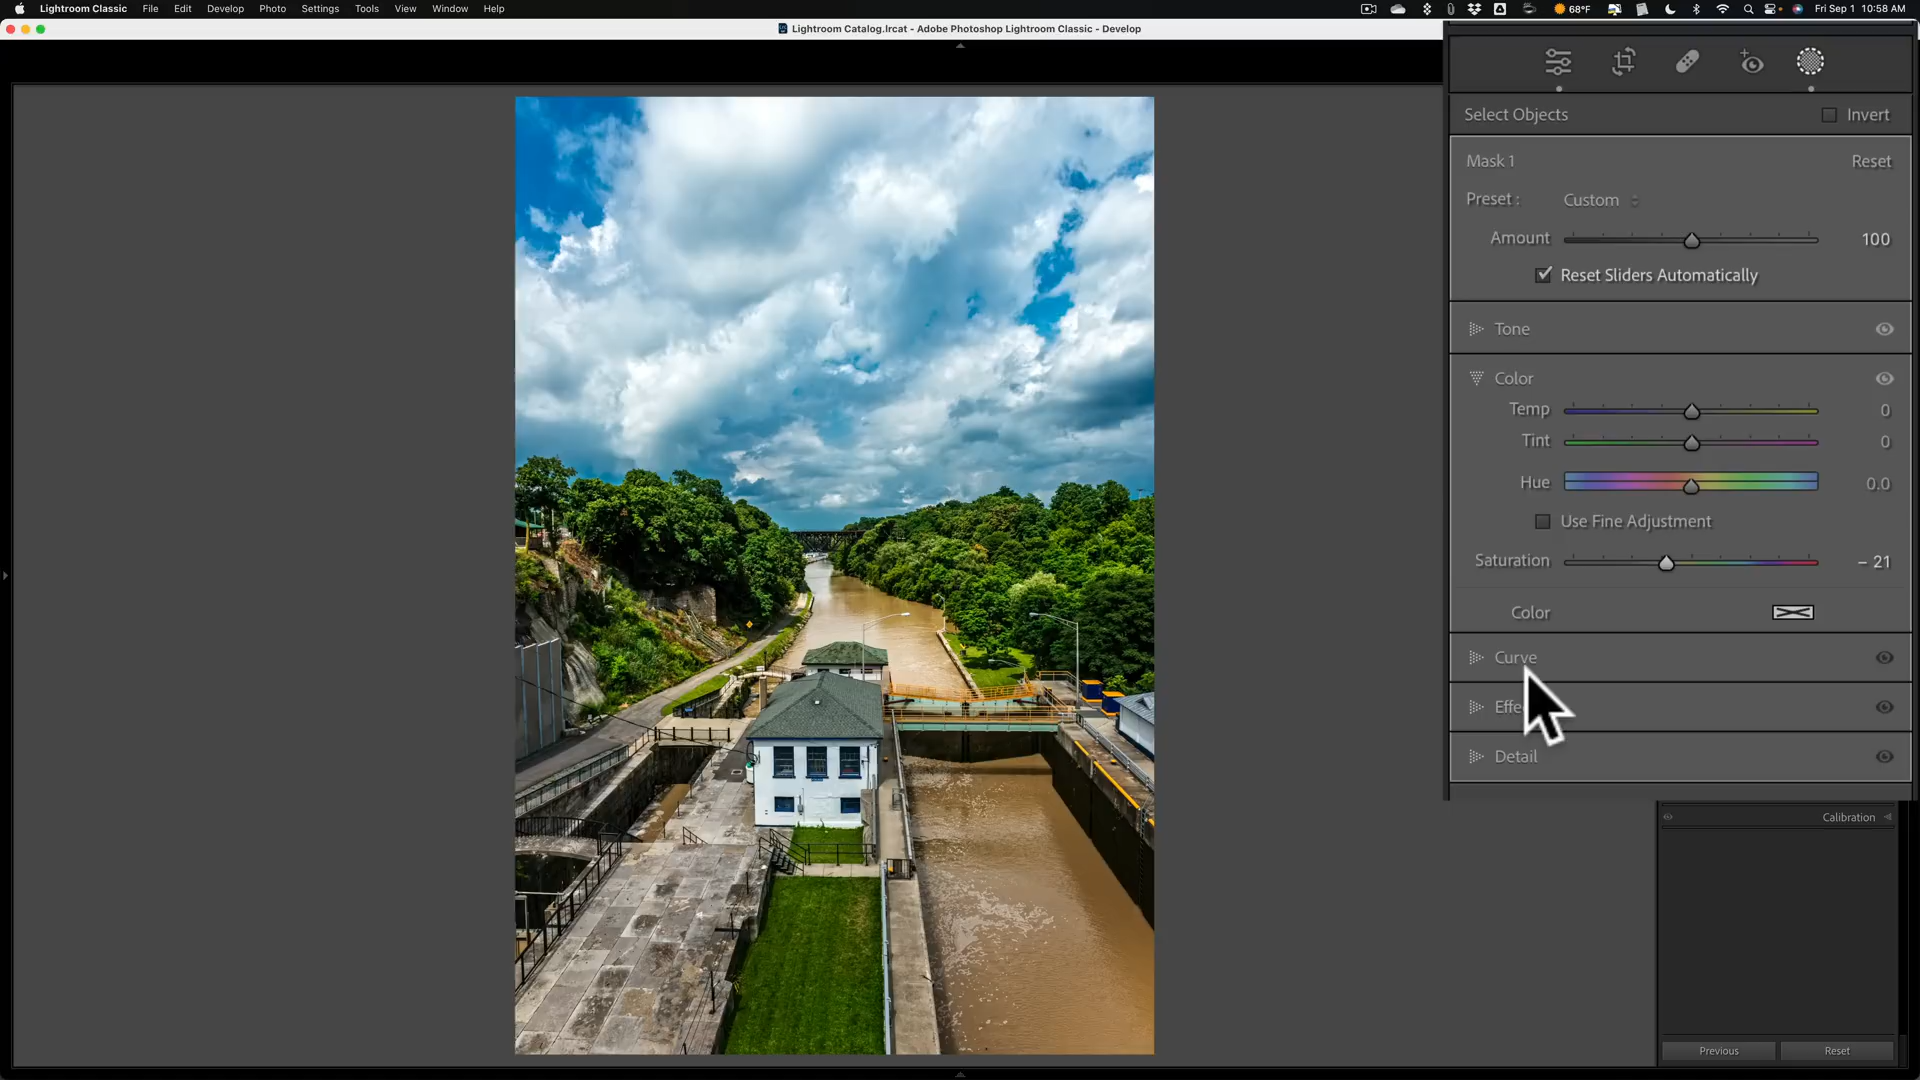 Lightroom Classic File Edit Develop Photo Settings Tools View Window Help 68°F Fri Sep 1 10:58 AM
Lightroom Catalog.lrcat - Adobe Photoshop Lightroom Classic - Develop
Select Objects Invert
Mask 1 Reset
Preset : Custom
Amount 100
Reset Sliders Automatically
Tone
Color
Temp 0
Tint 0
Hue 0.0
Use Fine Adjustment
Saturation – 21
Color
Curve
Effe
Detail
Calibration
Previous Reset